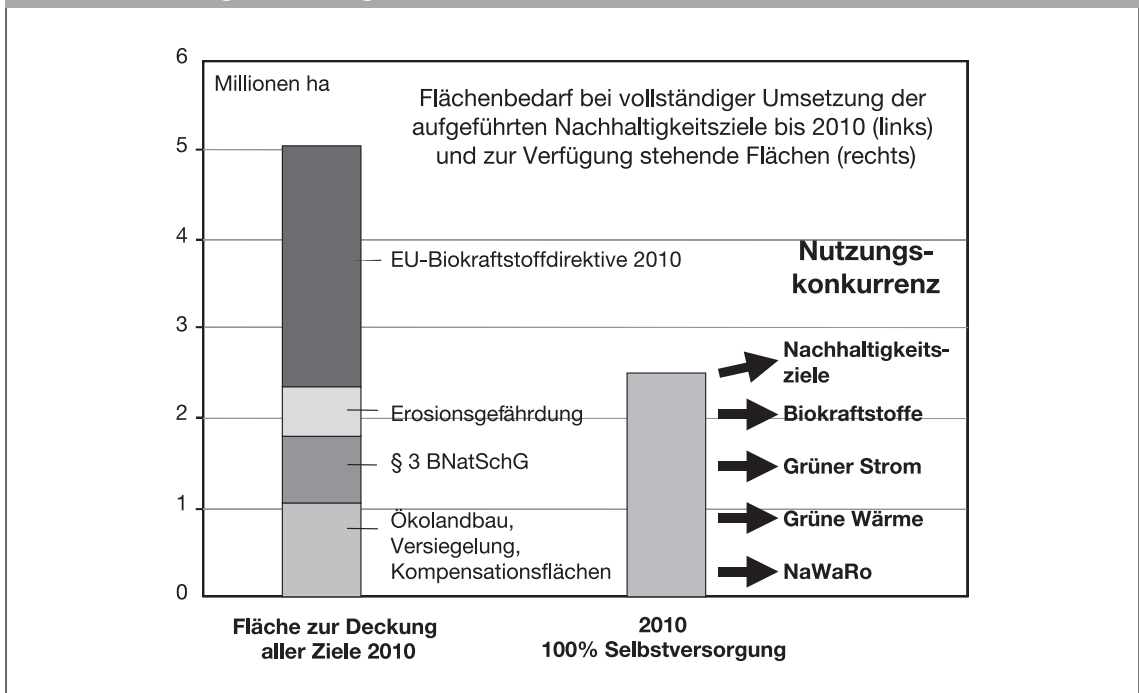 6
Millionen ha
Flächenbedarf bei vollständiger Umsetzung der
aufgeführten Nachhaltigkeitsziele bis 2010 (links)
und zur Verfügung stehende Flächen (rechts)
5
4
EU-Biokraftstoffdirektive 2010
Nutzungs-
konkurrenz
3
Nachhaltigkeits-
ziele
2
Erosionsgefährdung
Biokraftstoffe
§ 3 BNatSchG
Grüner Strom
1
Ökolandbau,
Versiegelung,
Kompensationsflächen
Grüne Wärme
NaWaRo
0
Fläche zur Deckung
aller Ziele 2010
2010
100% Selbstversorgung